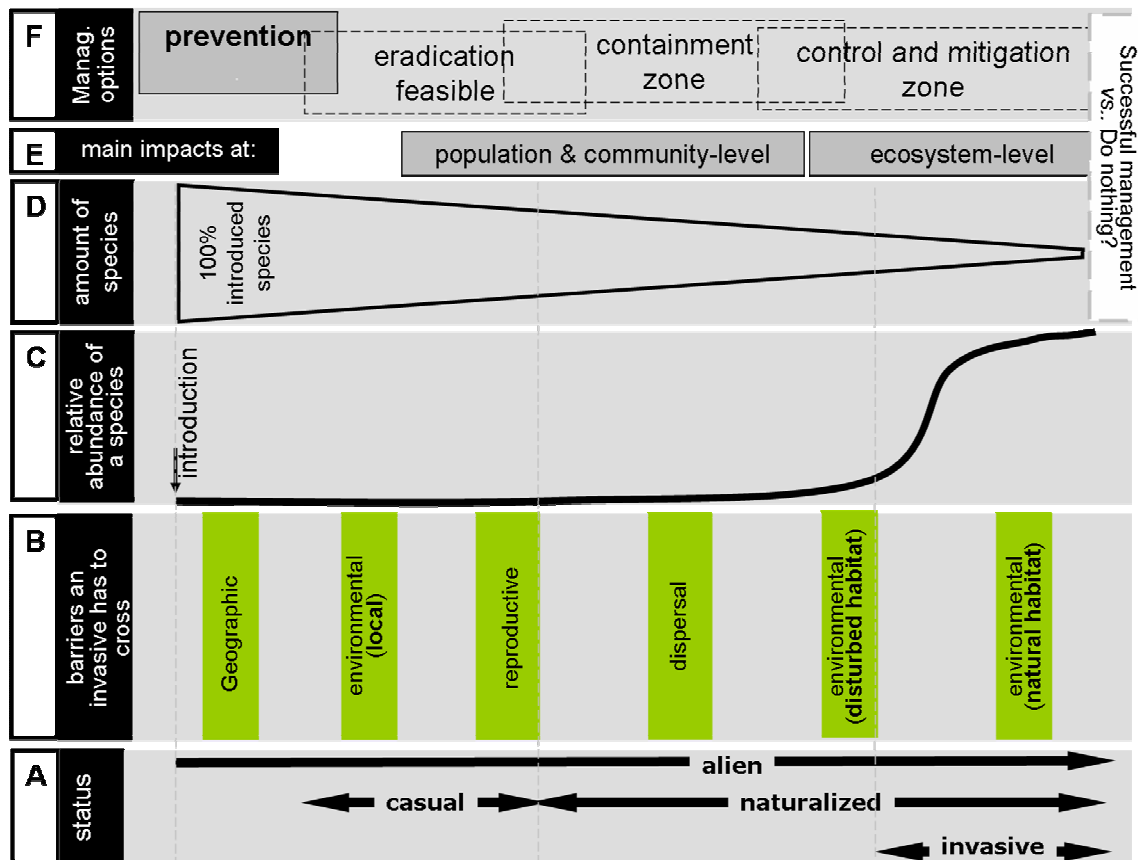 F
Manag.
options
prevention
eradication
feasible
containment
zone
control and mitigation
zone
Successful management
vs.. Do nothing?
E
main impacts at:
population & community-level
ecosystem-level
D
amount of
species
100%
introduced
species
C
relative
abundance of
a species
introduction
B
barriers an
invasive has to
cross
Geographic
environmental
(local)
reproductive
dispersal
environmental
(disturbed habitat)
environmental
(natural habitat)
A
status
alien
casual
naturalized
invasive